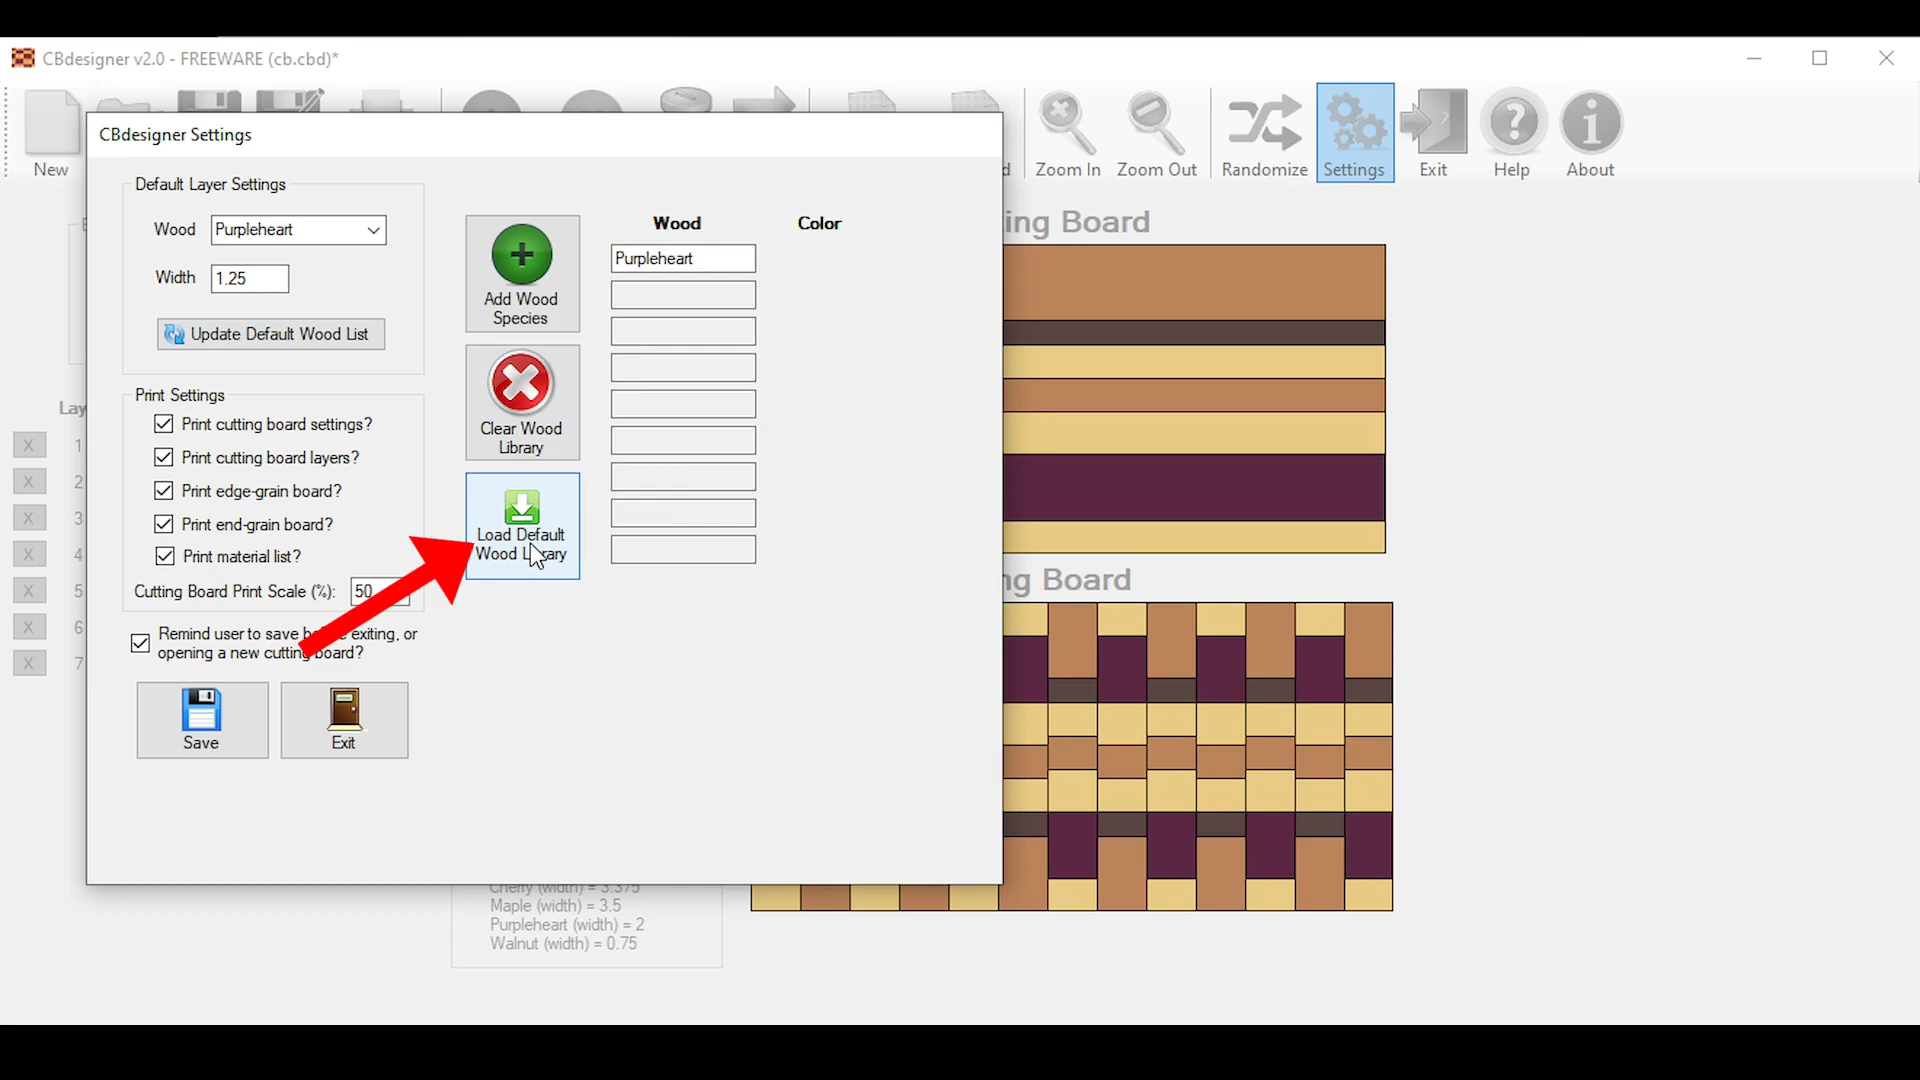 CBdesigner v2.0 - FREEWARE (cb.cbd)*
New
Zoom In
Zoom Out
Randomize
Settings
Exit
Help
About
CBdesigner Settings
Default Layer Settings
Wood
Purpleheart
Width
1.25
Update Default Wood List
Print Settings
Print cutting board settings?
Print cutting board layers?
Print edge-grain board?
Print end-grain board?
Print material list?
Cutting Board Print Scale (%): 50
Remind user to save before exiting, or
opening a new cutting board?
Save
Exit
Add Wood
Species
Clear Wood
Library
Load Default
Wood Library
Wood
Color
Purpleheart
Lay
X 1
X 2
X 3
X 4
X 5
X 6
X 7
ing Board
ng Board
Cherry (width) = 3.375
Maple (width) = 3.5
Purpleheart (width) = 2
Walnut (width) = 0.75